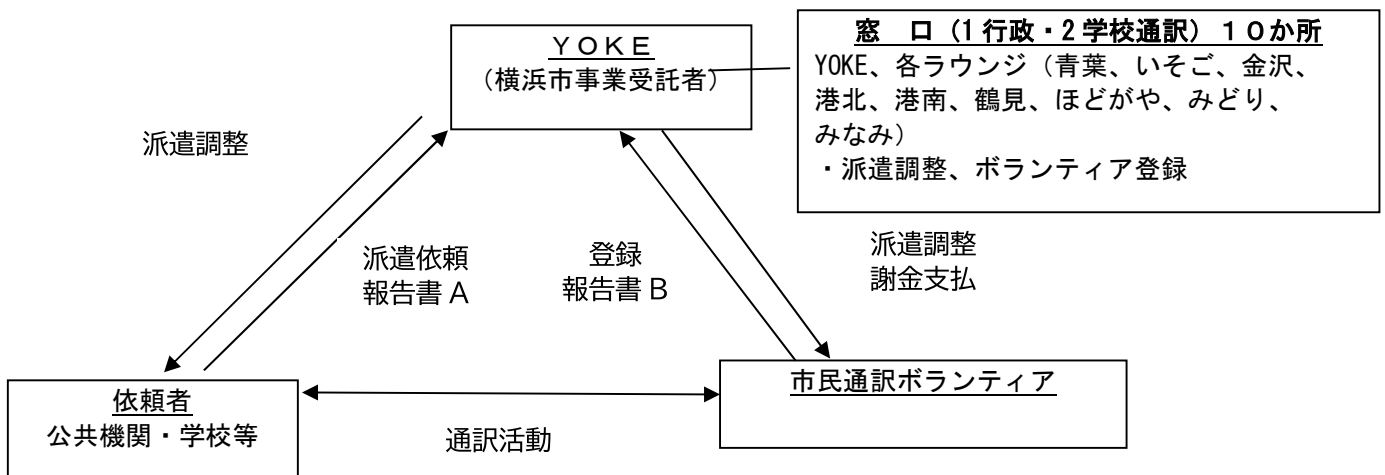 ＹＯＫＥ
（横浜市事業受託者）
窓　口（1 行政・2 学校通訳）１０か所
YOKE、各ラウンジ（青葉、いそご、金沢、
港北、港南、鶴見、ほどがや、みどり、
みなみ）
・派遣調整、ボランティア登録
派遣調整
派遣依頼
報告書 A
登録
報告書 B
派遣調整
謝金支払
依頼者
公共機関・学校等
通訳活動
市民通訳ボランティア